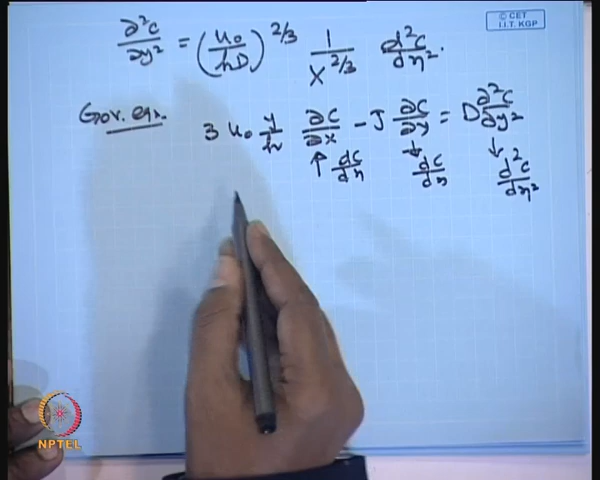 © CET
I.I.T. KGP
∂²c/∂y² = (u₀/hD)^2/3 1/x^2/3 d²c/dη².
Gov. eqn.
3 u₀ y/h ∂c/∂x − J ∂c/∂y = D ∂²c/∂y²
↑ dc/dη ↓ dc/dη ↓ d²c/dη²
NPTEL